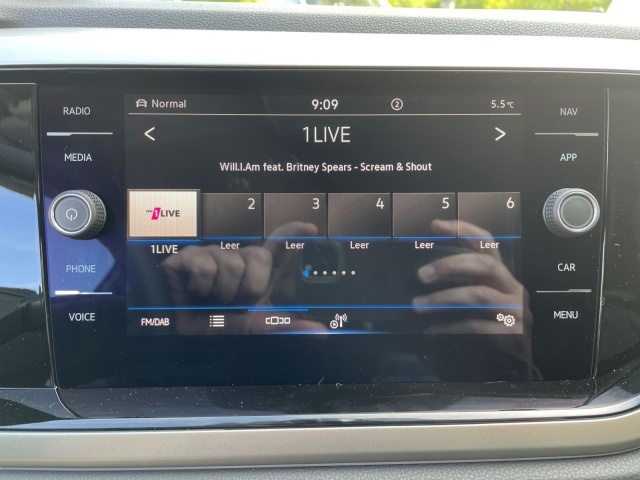 RADIO
Normal
9:09
2
5.5°C
NAV
MEDIA
1LIVE
APP
Will.I.Am feat. Britney Spears - Scream & Shout
1LIVE 2 3 4 5 6
1LIVE Leer Leer Leer Leer Leer
PHONE
CAR
VOICE
FM/DAB
MENU